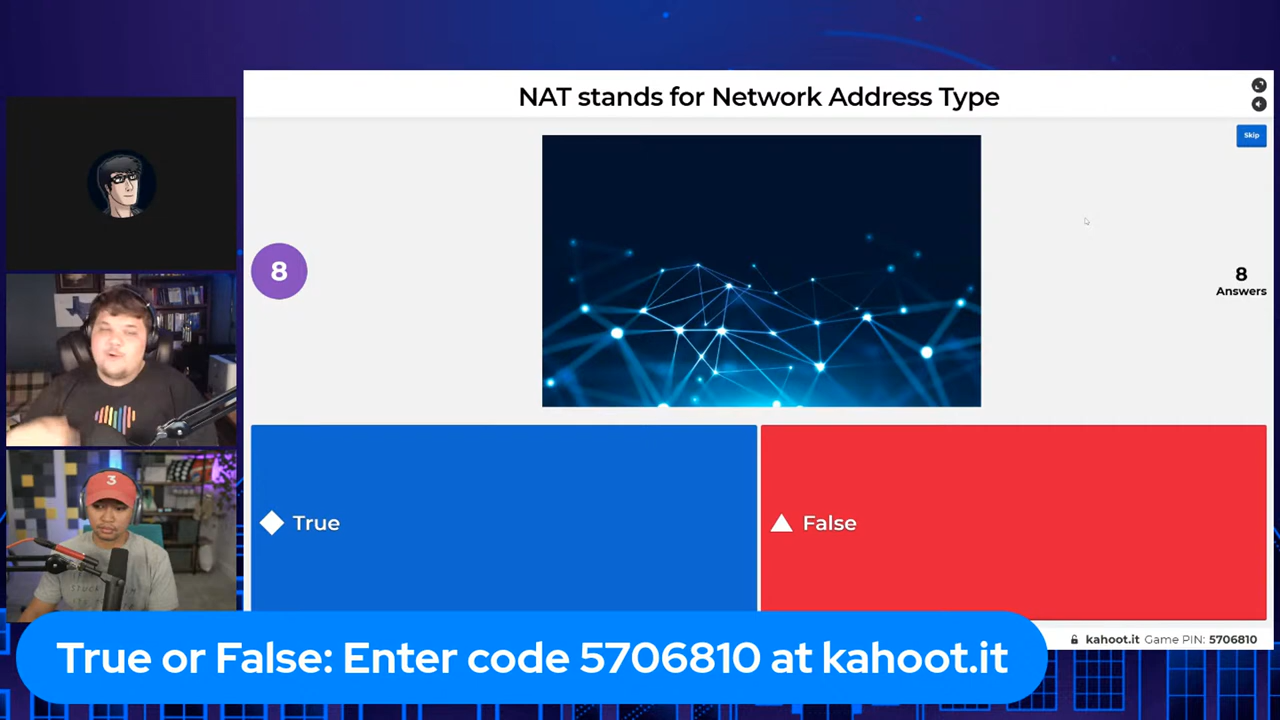 NAT stands for Network Address Type
Skip
8
8
Answers
3
True
False
kahoot.it Game PIN: 5706810
True or False: Enter code 5706810 at kahoot.it